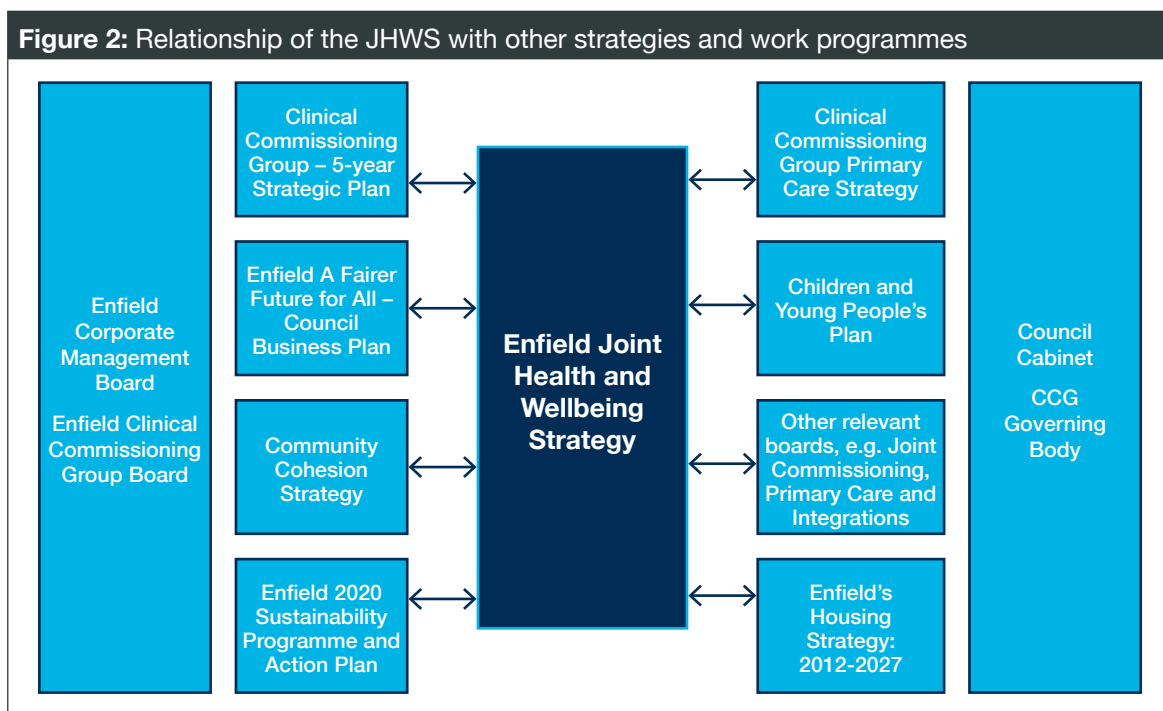 Figure 2: Relationship of the JHWS with other strategies and work programmes
Enfield
Corporate
Management
Board
Enfield Clinical
Commissioning
Group Board
Clinical
Commissioning
Group – 5-year
Strategic Plan
Enfield A Fairer
Future for All –
Council
Business Plan
Community
Cohesion
Strategy
Enfield 2020
Sustainability
Programme and
Action Plan
Enfield Joint
Health and
Wellbeing
Strategy
Clinical
Commissioning
Group Primary
Care Strategy
Children and
Young People’s
Plan
Other relevant
boards, e.g. Joint
Commissioning,
Primary Care and
Integrations
Enfield’s
Housing
Strategy:
2012-2027
Council
Cabinet
CCG
Governing
Body